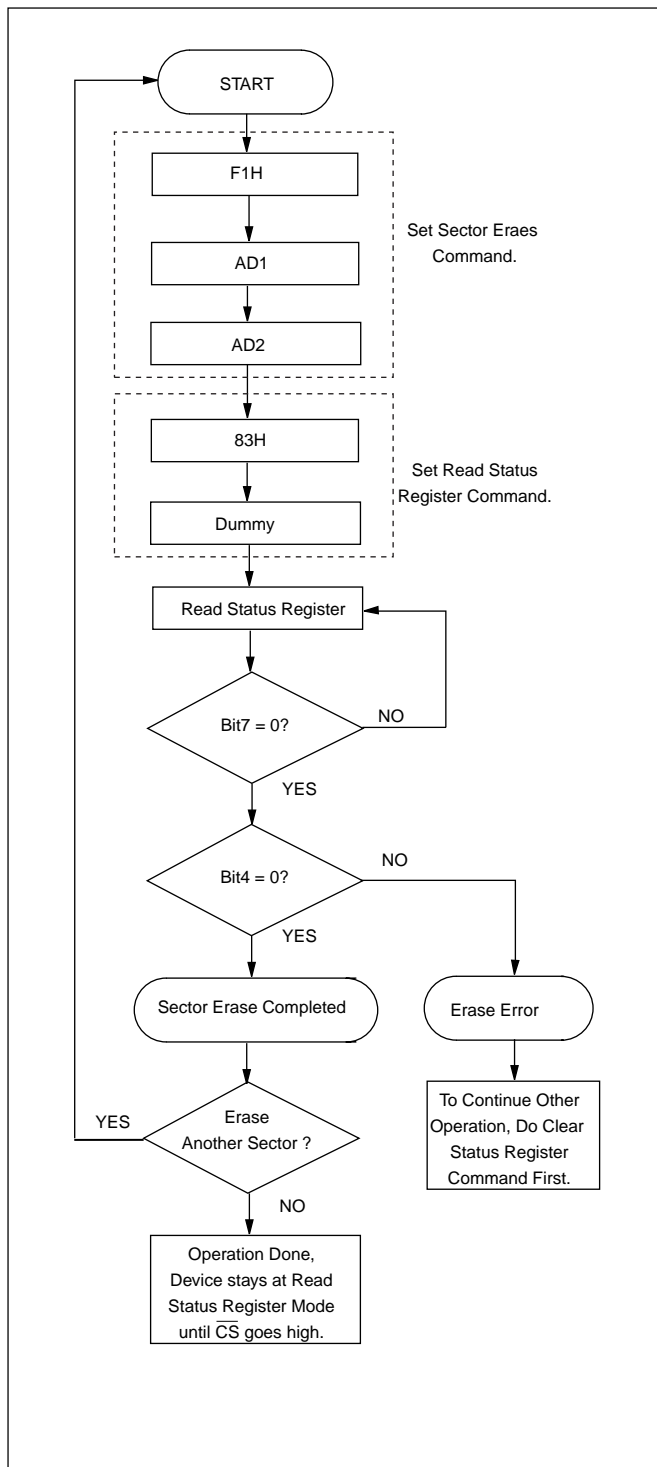 START
F1H
AD1
AD2
Set Sector Eraes
Command.
83H
Dummy
Set Read Status
Register Command.
Read Status Register
Bit7 = 0?
NO
YES
Bit4 = 0?
NO
YES
Sector Erase Completed
Erase Error
To Continue Other
Operation, Do Clear
Status Register
Command First.
Erase
Another Sector ?
YES
NO
Operation Done,
Device stays at Read
Status Register Mode
until C̅S̅ goes high.